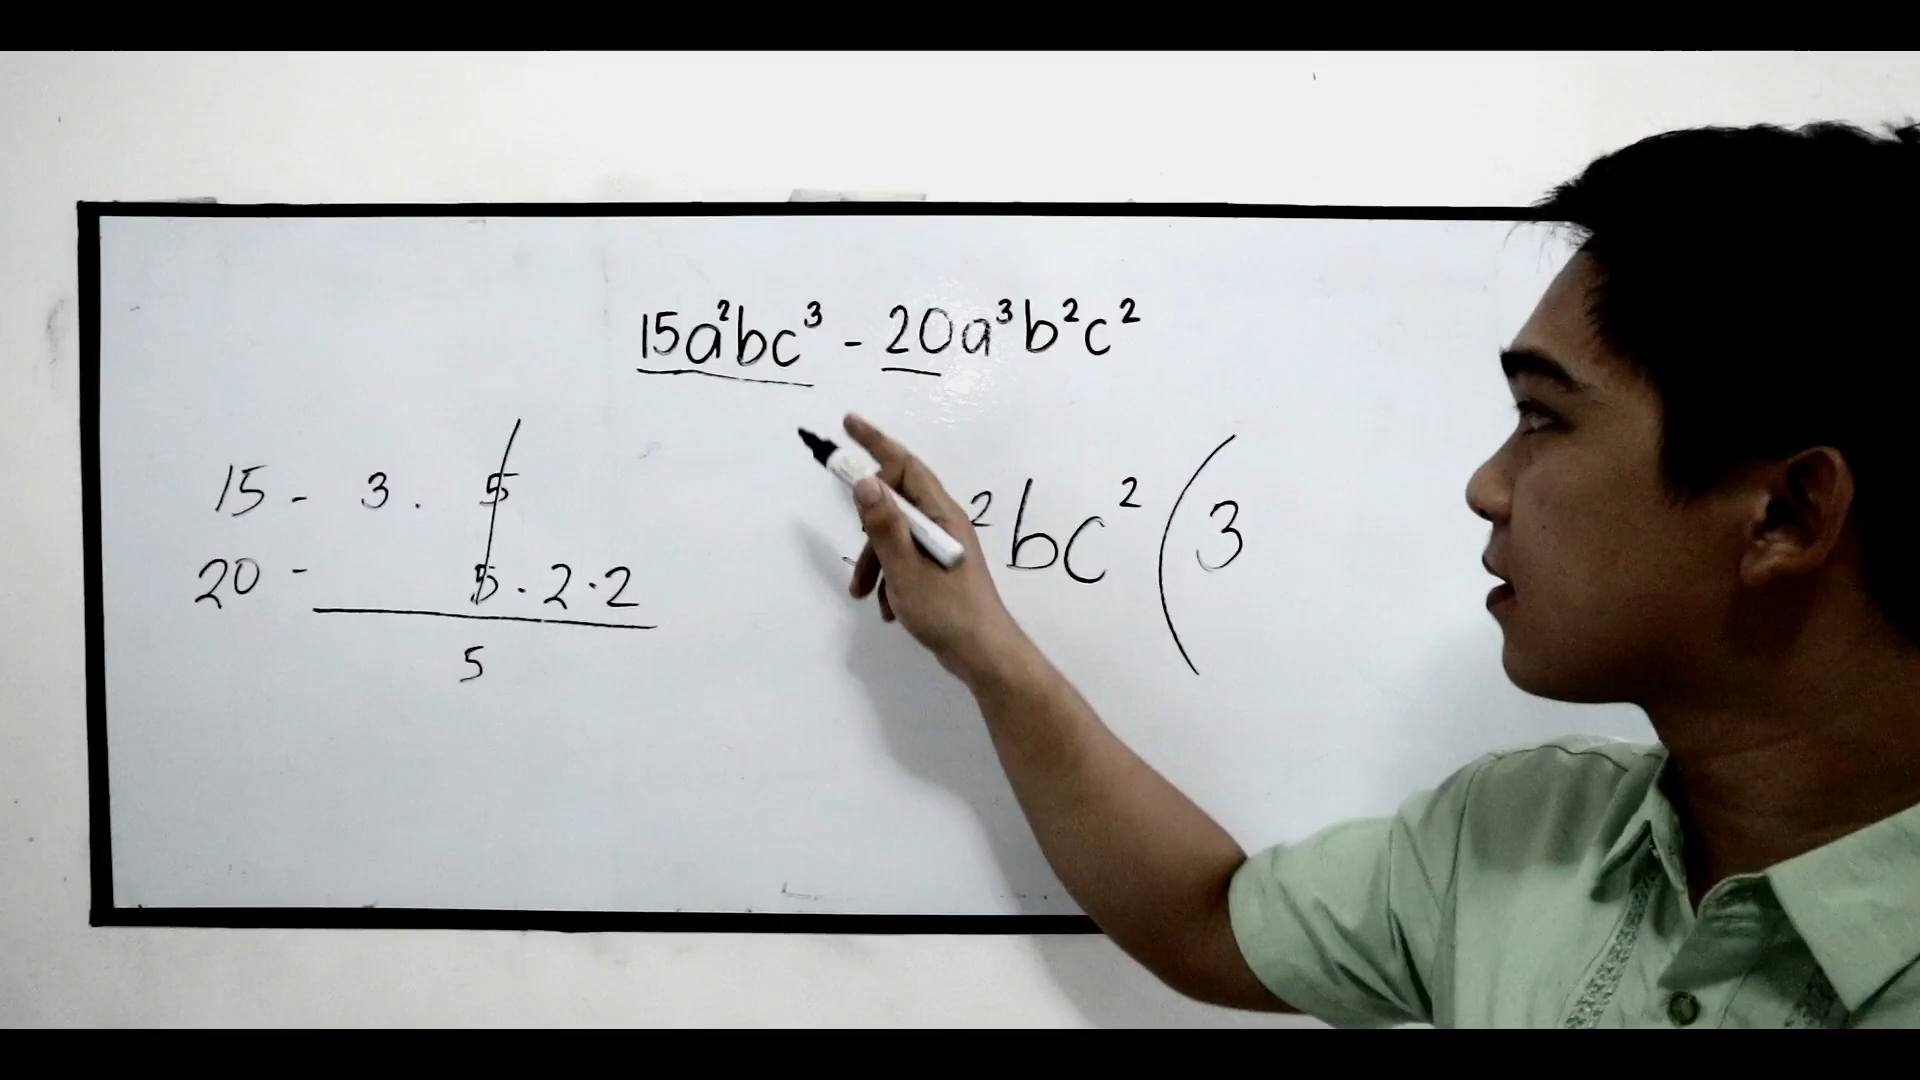 15a²bc³ - 20a³b²c²
15 - 3 . 5
20 - 5 . 2 . 2
5
²bc² (3